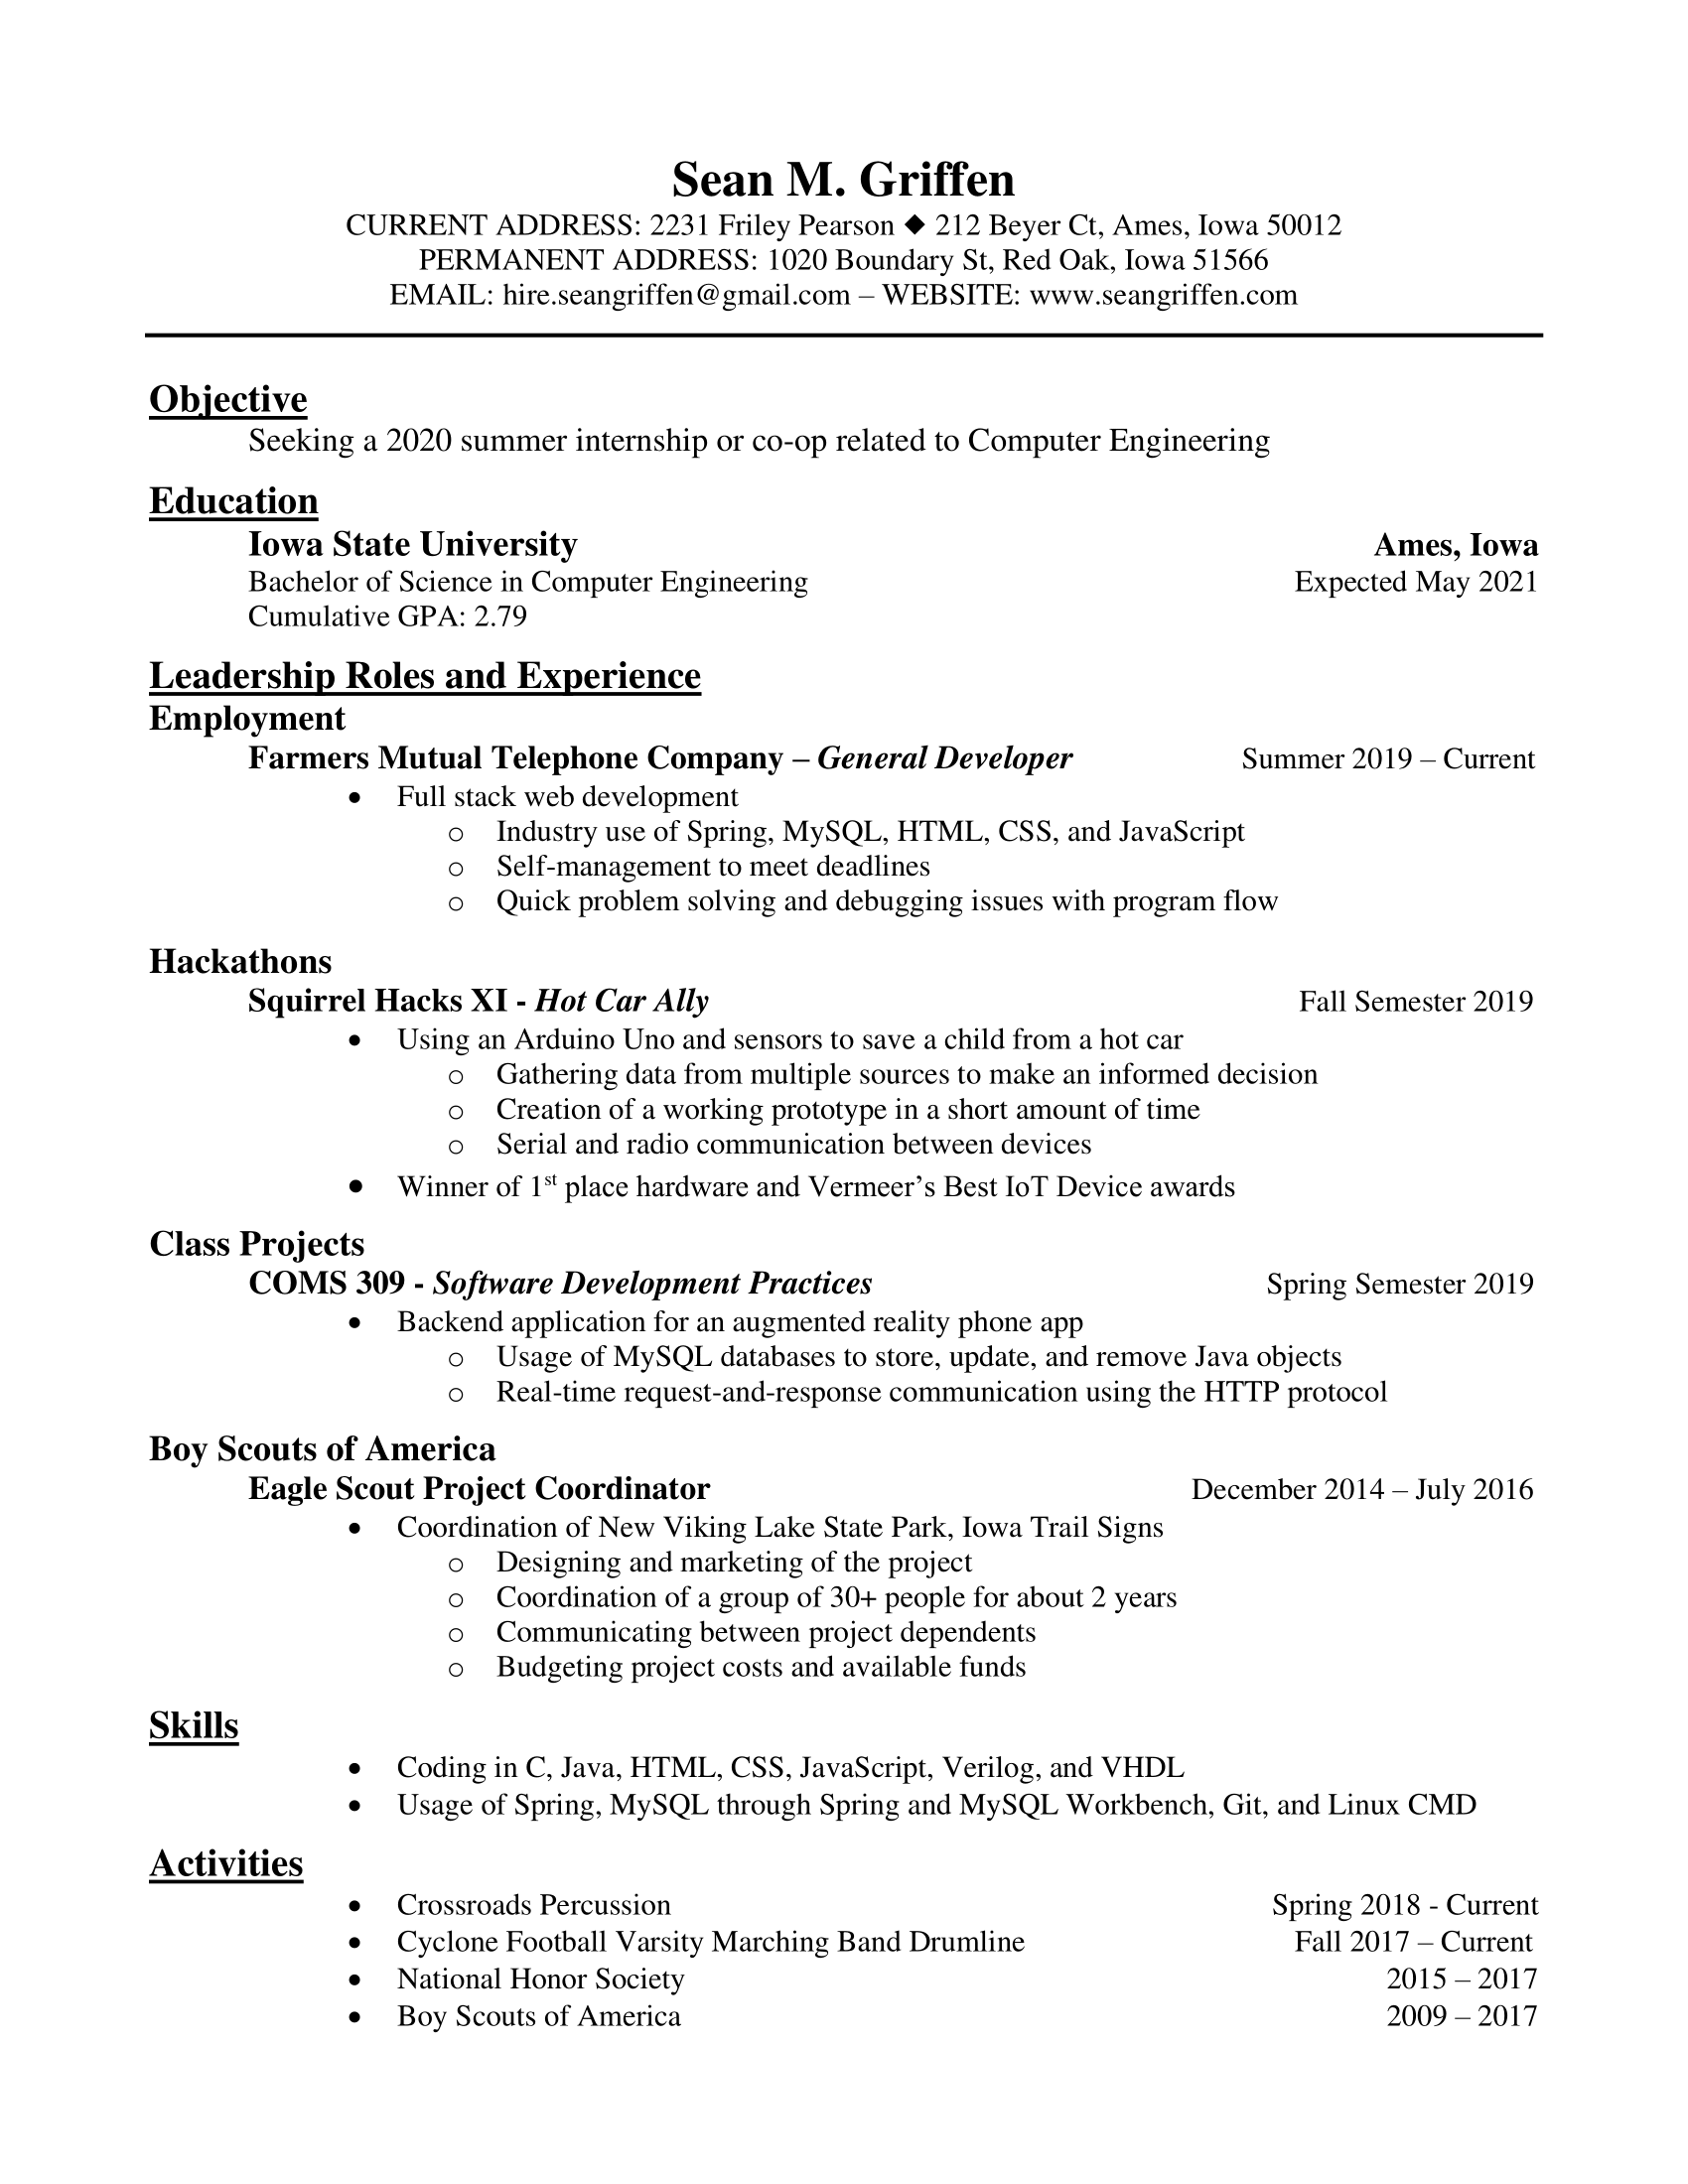 Sean M. Griffen
CURRENT ADDRESS: 2231 Friley Pearson ◆ 212 Beyer Ct, Ames, Iowa 50012
PERMANENT ADDRESS: 1020 Boundary St, Red Oak, Iowa 51566
EMAIL: hire.seangriffen@gmail.com – WEBSITE: www.seangriffen.com
Objective
Seeking a 2020 summer internship or co-op related to Computer Engineering
Education
Iowa State University Ames, Iowa
Bachelor of Science in Computer Engineering Expected May 2021
Cumulative GPA: 2.79
Leadership Roles and Experience
Employment
Farmers Mutual Telephone Company – General Developer Summer 2019 – Current
• Full stack web development
o Industry use of Spring, MySQL, HTML, CSS, and JavaScript
o Self-management to meet deadlines
o Quick problem solving and debugging issues with program flow
Hackathons
Squirrel Hacks XI - Hot Car Ally Fall Semester 2019
• Using an Arduino Uno and sensors to save a child from a hot car
o Gathering data from multiple sources to make an informed decision
o Creation of a working prototype in a short amount of time
o Serial and radio communication between devices
• Winner of 1st place hardware and Vermeer’s Best IoT Device awards
Class Projects
COMS 309 - Software Development Practices Spring Semester 2019
• Backend application for an augmented reality phone app
o Usage of MySQL databases to store, update, and remove Java objects
o Real-time request-and-response communication using the HTTP protocol
Boy Scouts of America
Eagle Scout Project Coordinator December 2014 – July 2016
• Coordination of New Viking Lake State Park, Iowa Trail Signs
o Designing and marketing of the project
o Coordination of a group of 30+ people for about 2 years
o Communicating between project dependents
o Budgeting project costs and available funds
Skills
• Coding in C, Java, HTML, CSS, JavaScript, Verilog, and VHDL
• Usage of Spring, MySQL through Spring and MySQL Workbench, Git, and Linux CMD
Activities
• Crossroads Percussion Spring 2018 - Current
• Cyclone Football Varsity Marching Band Drumline Fall 2017 – Current
• National Honor Society 2015 – 2017
• Boy Scouts of America 2009 – 2017